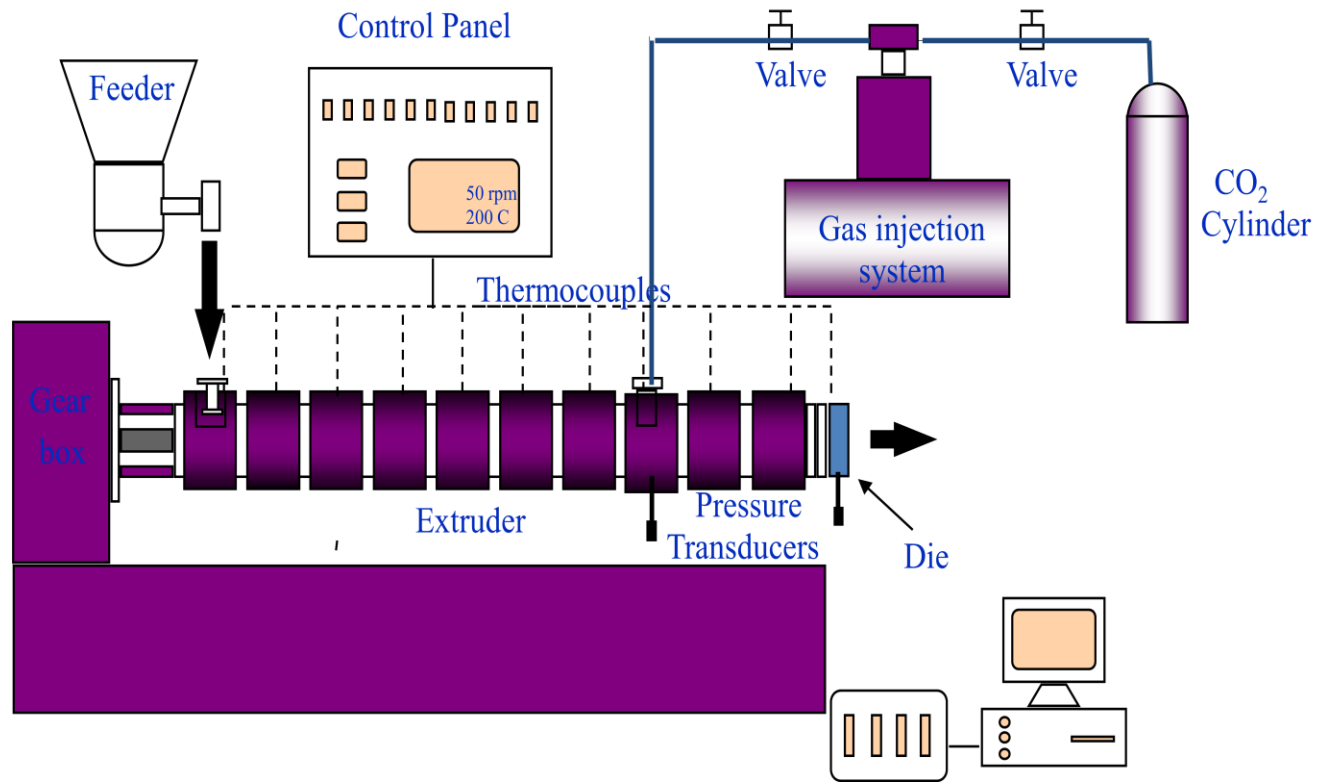 Control Panel
Feeder
Valve
Valve
50 rpm
200 C
CO₂
Cylinder
Gas injection
system
Thermocouples
Gear
box
Extruder
Pressure
Transducers
Die